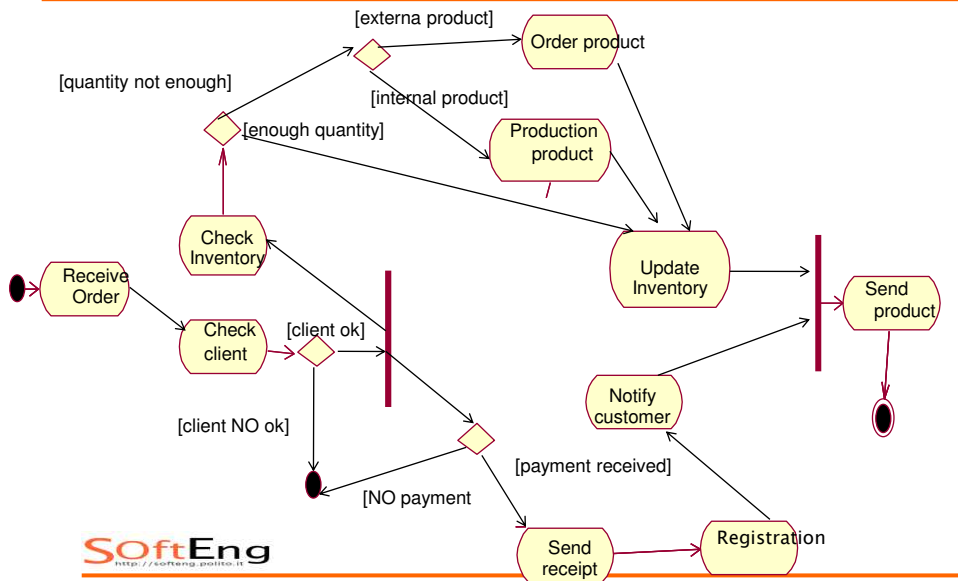 [externa product]
Order product
[quantity not enough]
[internal product]
[enough quantity]
Production
product
Check
Inventory
Update
Inventory
Receive
Order
Send
product
Check
client
[client ok]
Notify
customer
[client NO ok]
[payment received]
[NO payment
Registration
Send
receipt
SOftEng
http://softeng.polito.it